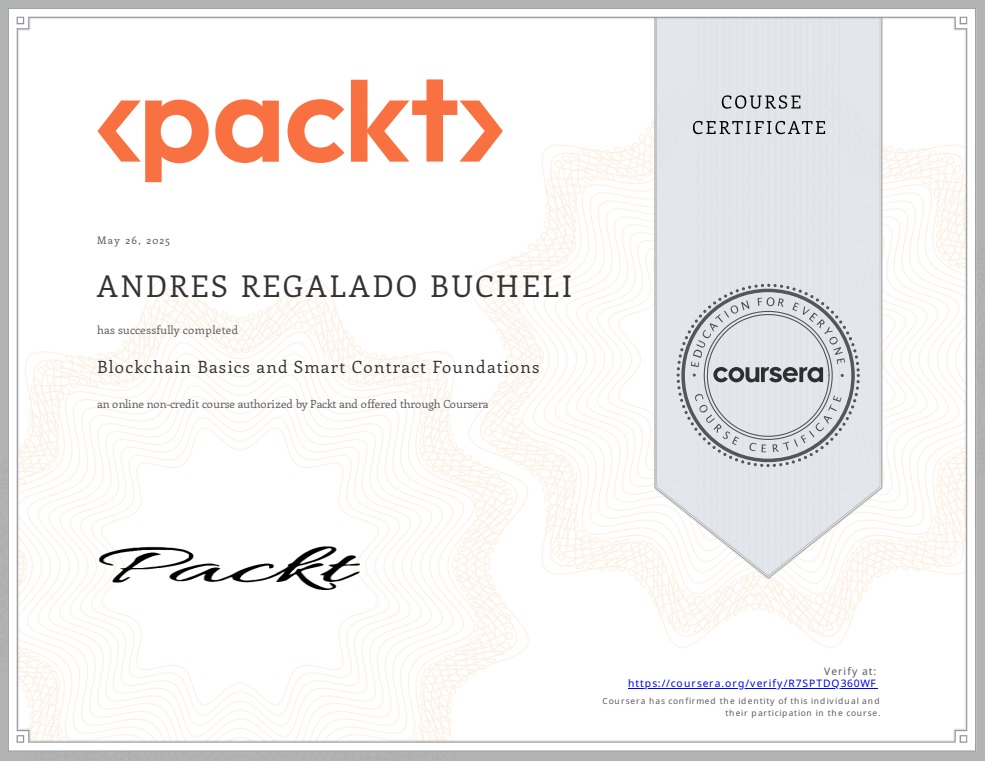 <packt>
COURSE
CERTIFICATE
May 26, 2025
ANDRES REGALADO BUCHELI
has successfully completed
Blockchain Basics and Smart Contract Foundations
an online non-credit course authorized by Packt and offered through Coursera
EDUCATION FOR EVERYONE
coursera
COURSE CERTIFICATE
Packt
Verify at:
https://coursera.org/verify/R7SPTDQ360WF
Coursera has confirmed the identity of this individual and
their participation in the course.